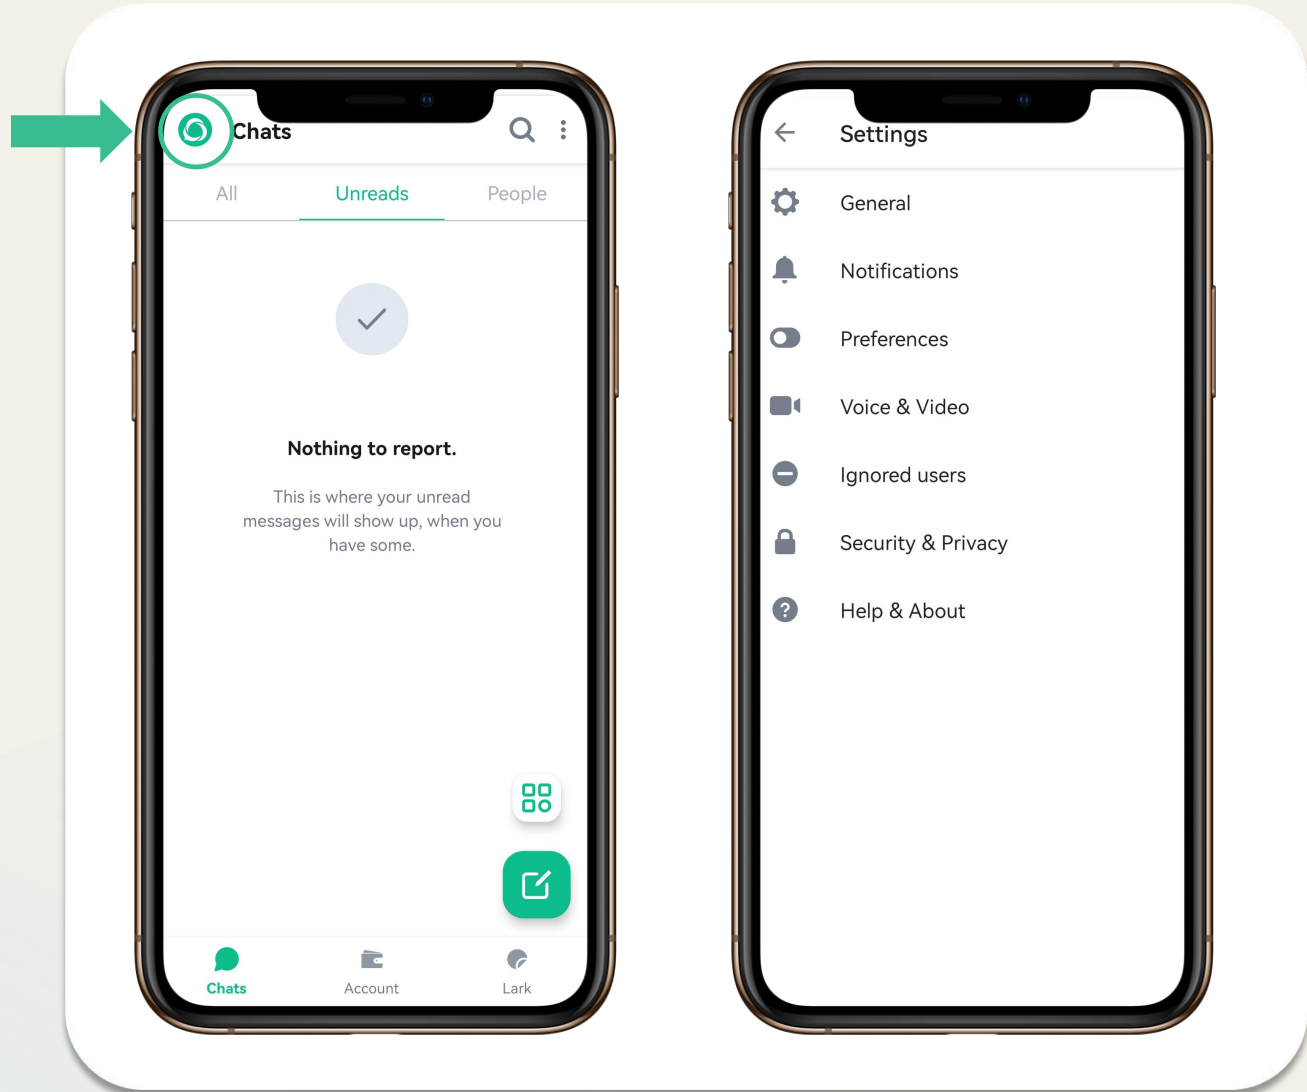 Chats
All
Unreads
People
Nothing to report.
This is where your unread
messages will show up, when you
have some.
Chats
Account
Lark
Settings
General
Notifications
Preferences
Voice & Video
Ignored users
Security & Privacy
Help & About